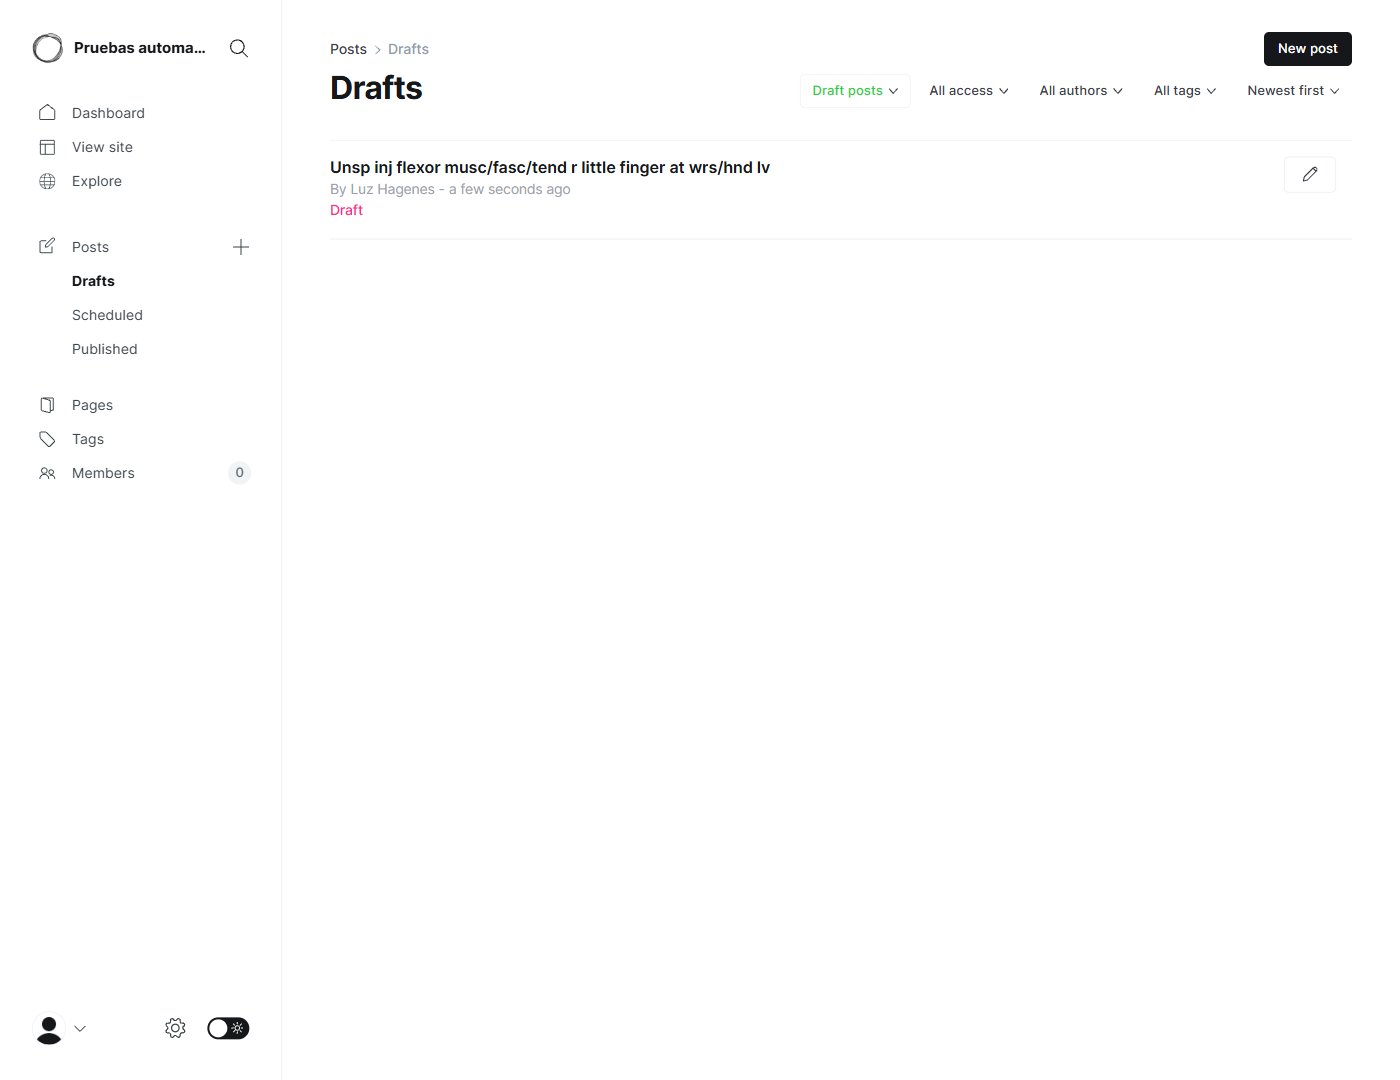 Pruebas automa...
Dashboard
View site
Explore
Posts
Drafts
Scheduled
Published
Pages
Tags
Members
0
Posts > Drafts
New post
Drafts
Draft posts
All access
All authors
All tags
Newest first
Unsp inj flexor musc/fasc/tend r little finger at wrs/hnd lv
By Luz Hagenes - a few seconds ago
Draft